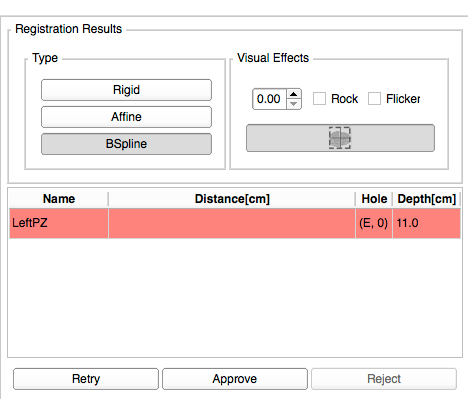 Registration Results
Type
Visual Effects
Rigid
Affine
BSpline
0.00
Rock
Flicker
Name Distance[cm] Hole Depth[cm]
LeftPZ (E, 0) 11.0
Retry Approve Reject